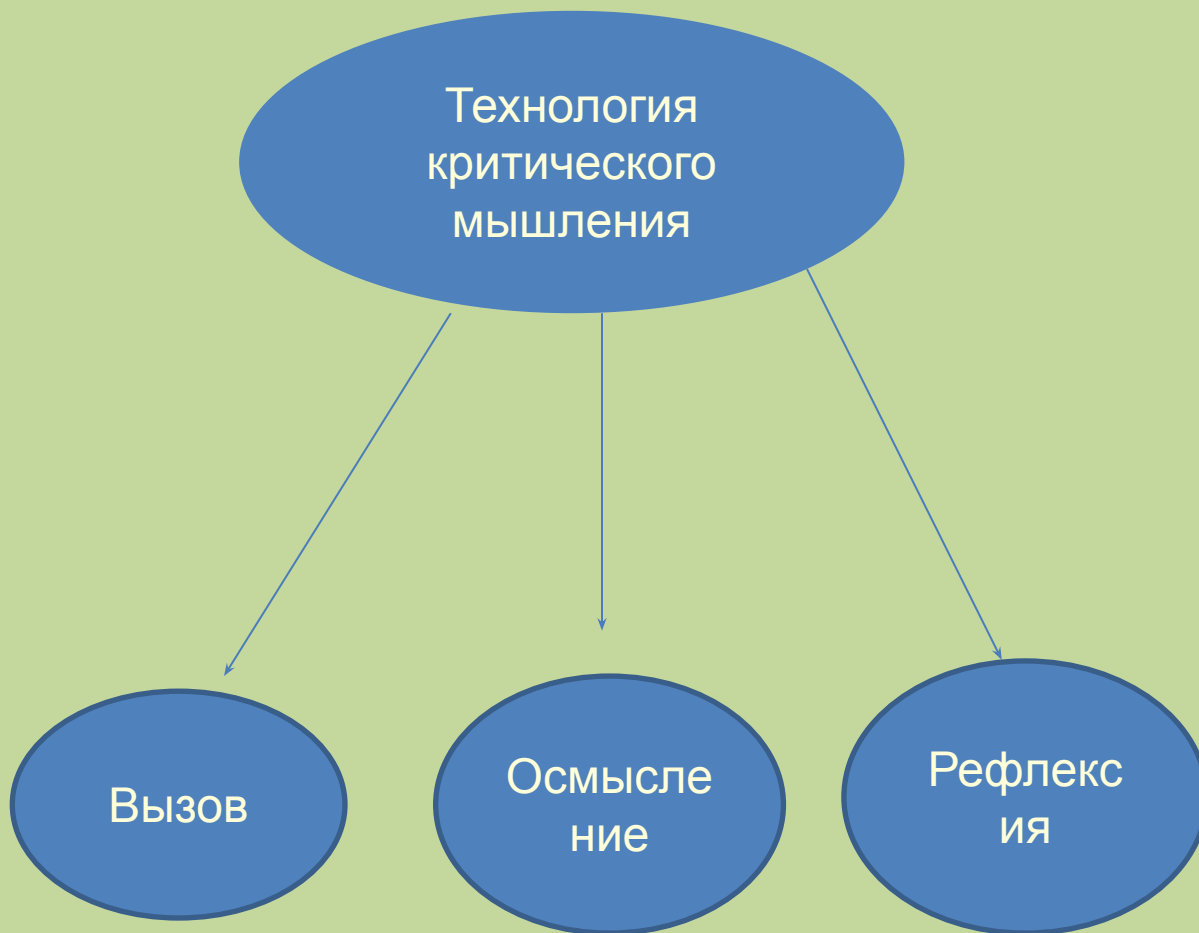 Технология
критического
мышления
Вызов
Осмысле
ние
Рефлекс
ия